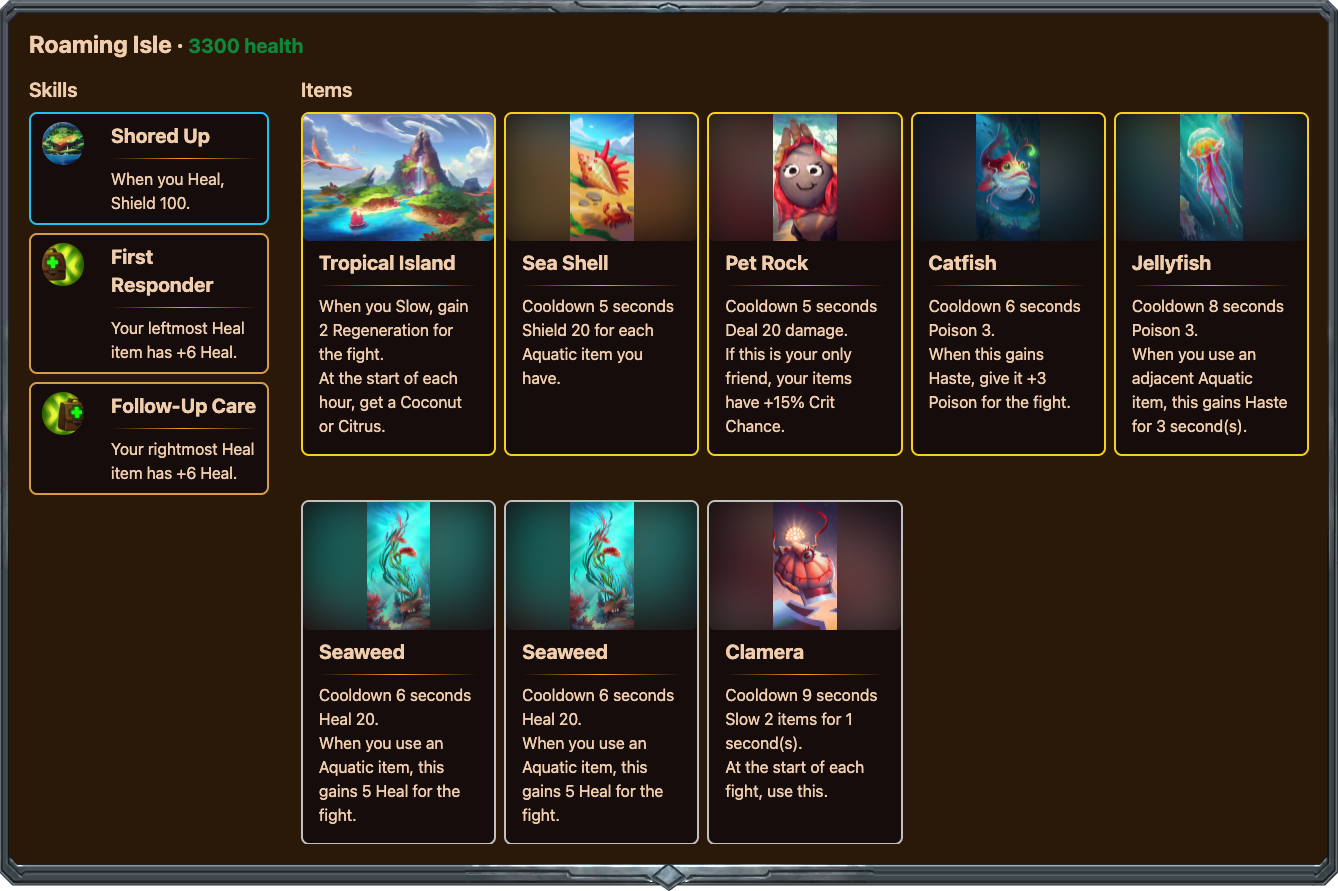 Roaming Isle · 3300 health
Skills
Shored Up
When you Heal,
Shield 100.
First
Responder
Your leftmost Heal
item has +6 Heal.
Follow-Up Care
Your rightmost Heal
item has +6 Heal.
Items
Tropical Island
When you Slow, gain
2 Regeneration for
the fight.
At the start of each
hour, get a Coconut
or Citrus.
Sea Shell
Cooldown 5 seconds
Shield 20 for each
Aquatic item you
have.
Pet Rock
Cooldown 5 seconds
Deal 20 damage.
If this is your only
friend, your items
have +15% Crit
Chance.
Catfish
Cooldown 6 seconds
Poison 3.
When this gains
Haste, give it +3
Poison for the fight.
Jellyfish
Cooldown 8 seconds
Poison 3.
When you use an
adjacent Aquatic
item, this gains Haste
for 3 second(s).
Seaweed
Cooldown 6 seconds
Heal 20.
When you use an
Aquatic item, this
gains 5 Heal for the
fight.
Seaweed
Cooldown 6 seconds
Heal 20.
When you use an
Aquatic item, this
gains 5 Heal for the
fight.
Clamera
Cooldown 9 seconds
Slow 2 items for 1
second(s).
At the start of each
fight, use this.